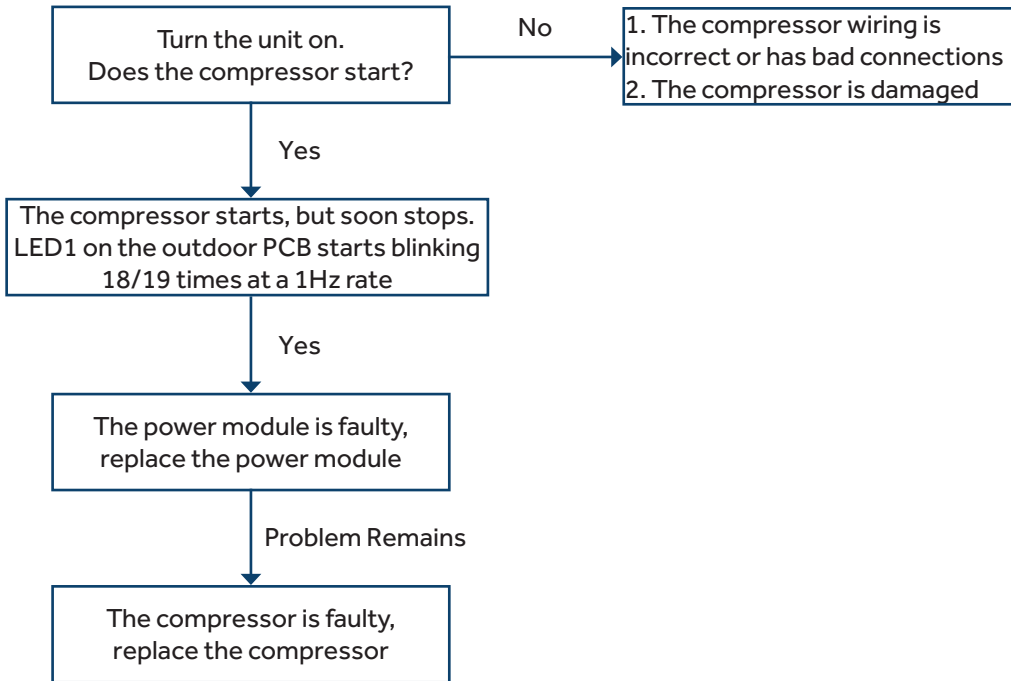 Turn the unit on.
Does the compressor start?
No
1. The compressor wiring is
incorrect or has bad connections
2. The compressor is damaged
Yes
The compressor starts, but soon stops.
LED1 on the outdoor PCB starts blinking
18/19 times at a 1Hz rate
Yes
The power module is faulty,
replace the power module
Problem Remains
The compressor is faulty,
replace the compressor